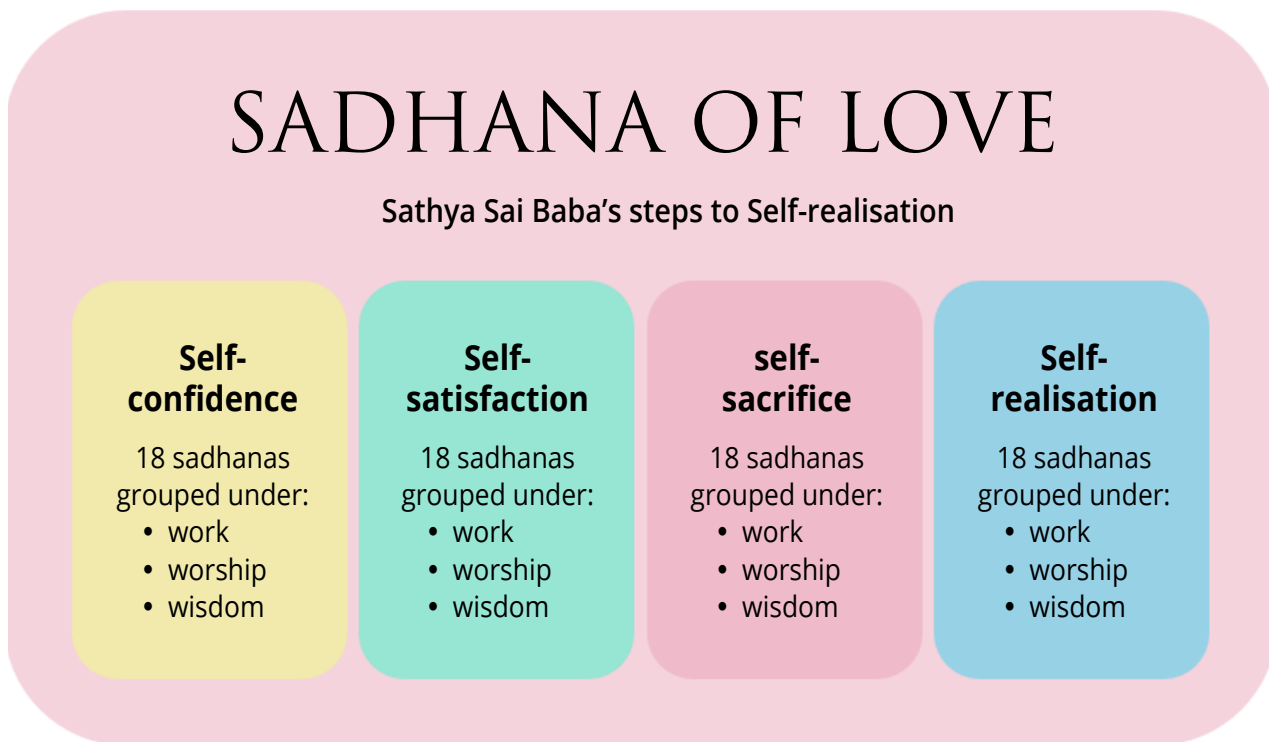 SADHANA OF LOVE
Sathya Sai Baba’s steps to Self-realisation
Self-
confidence
18 sadhanas
grouped under:
• work
• worship
• wisdom
Self-
satisfaction
18 sadhanas
grouped under:
• work
• worship
• wisdom
self-
sacrifice
18 sadhanas
grouped under:
• work
• worship
• wisdom
Self-
realisation
18 sadhanas
grouped under:
• work
• worship
• wisdom